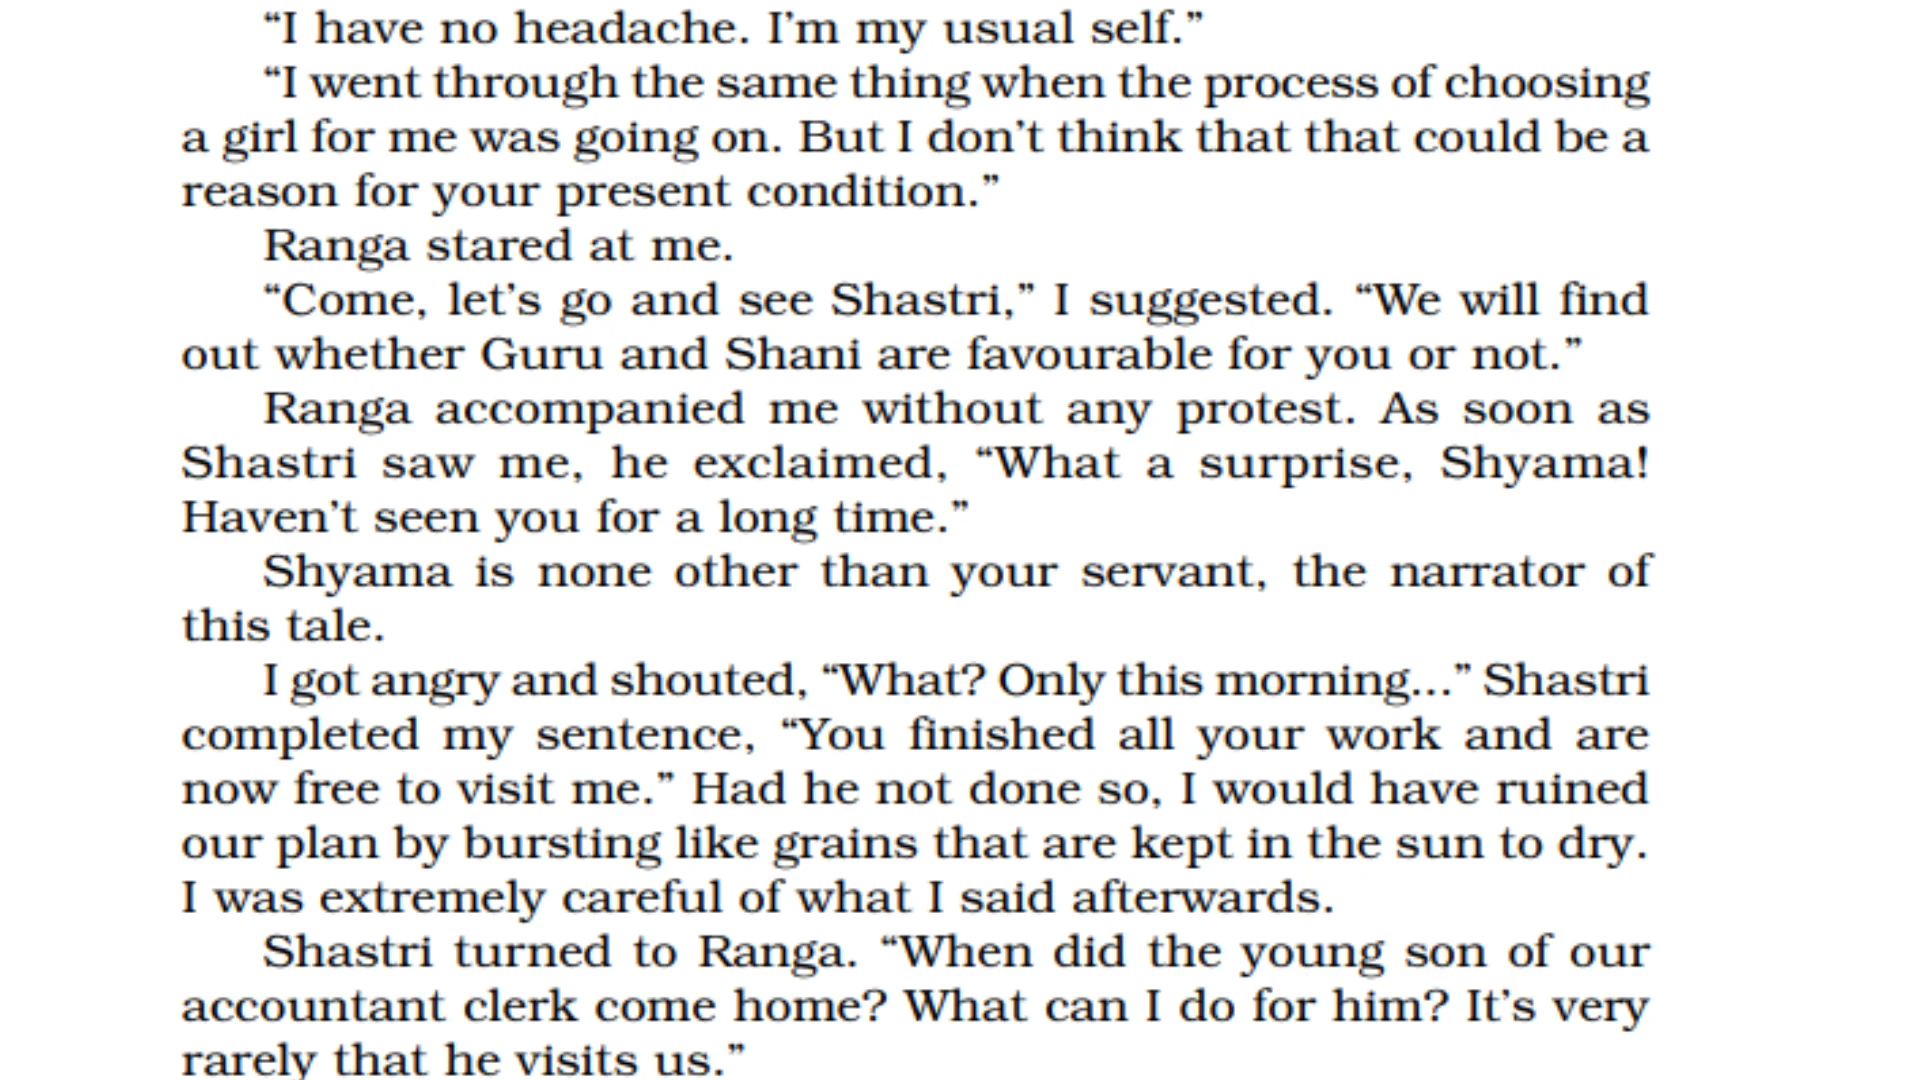 “I have no headache. I’m my usual self.”
“I went through the same thing when the process of choosing
a girl for me was going on. But I don’t think that that could be a
reason for your present condition.”
Ranga stared at me.
“Come, let’s go and see Shastri,” I suggested. “We will find
out whether Guru and Shani are favourable for you or not.”
Ranga accompanied me without any protest. As soon as
Shastri saw me, he exclaimed, “What a surprise, Shyama!
Haven’t seen you for a long time.”
Shyama is none other than your servant, the narrator of
this tale.
I got angry and shouted, “What? Only this morning...” Shastri
completed my sentence, “You finished all your work and are
now free to visit me.” Had he not done so, I would have ruined
our plan by bursting like grains that are kept in the sun to dry.
I was extremely careful of what I said afterwards.
Shastri turned to Ranga. “When did the young son of our
accountant clerk come home? What can I do for him? It’s very
rarely that he visits us.”